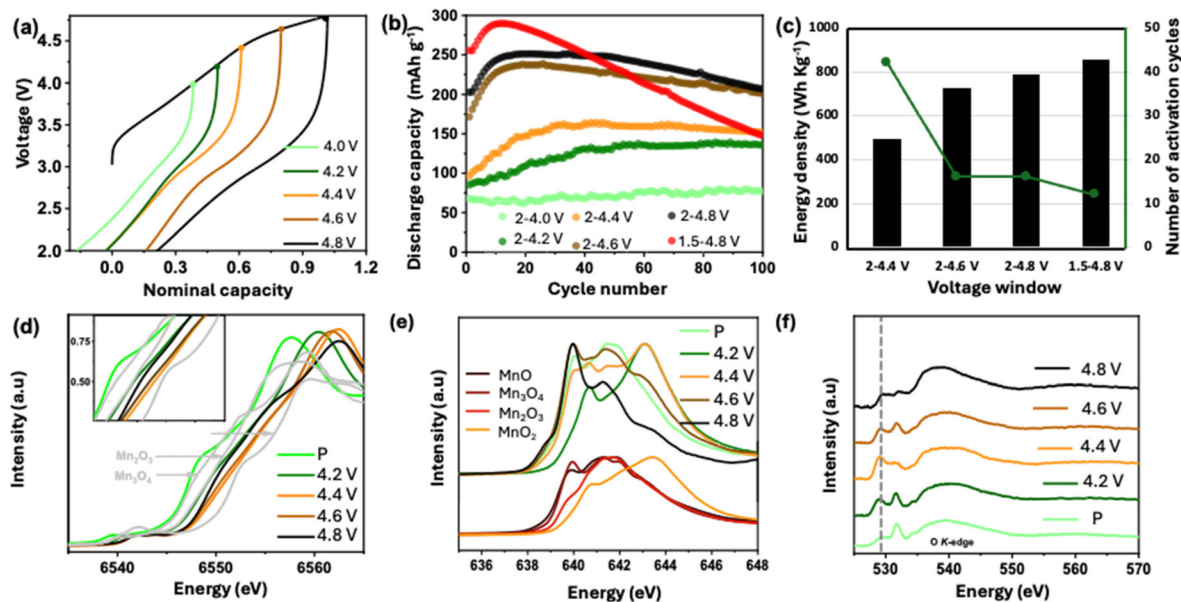 (a)
Voltage (V)
4.5
4.0
3.5
3.0
2.5
2.0
0.0 0.3 0.6 0.9 1.2
Nominal capacity
4.0 V
4.2 V
4.4 V
4.6 V
4.8 V
(b)
Discharge capacity (mAh g⁻¹)
300
250
200
150
100
50
0
0 20 40 60 80 100
Cycle number
2-4.0 V 2-4.4 V 2-4.8 V
2-4.2 V 2-4.6 V 1.5-4.8 V
(c)
Energy density (Wh Kg⁻¹)
1000
800
600
400
200
0
2-4.4 V 2-4.6 V 2-4.8 V 1.5-4.8 V
Voltage window
50
40
30
20
10
0
Number of activation cycles
(d)
Intensity (a.u)
0.75
0.50
Mn₂O₃
Mn₃O₄
P
4.2 V
4.4 V
4.6 V
4.8 V
6540 6550 6560
Energy (eV)
(e)
Intensity (a.u)
MnO
Mn₃O₄
Mn₂O₃
MnO₂
P
4.2 V
4.4 V
4.6 V
4.8 V
636 638 640 642 644 646 648
Energy (eV)
(f)
Intensity (a.u)
4.8 V
4.6 V
4.4 V
4.2 V
P
O K-edge
530 540 550 560 570
Energy (eV)